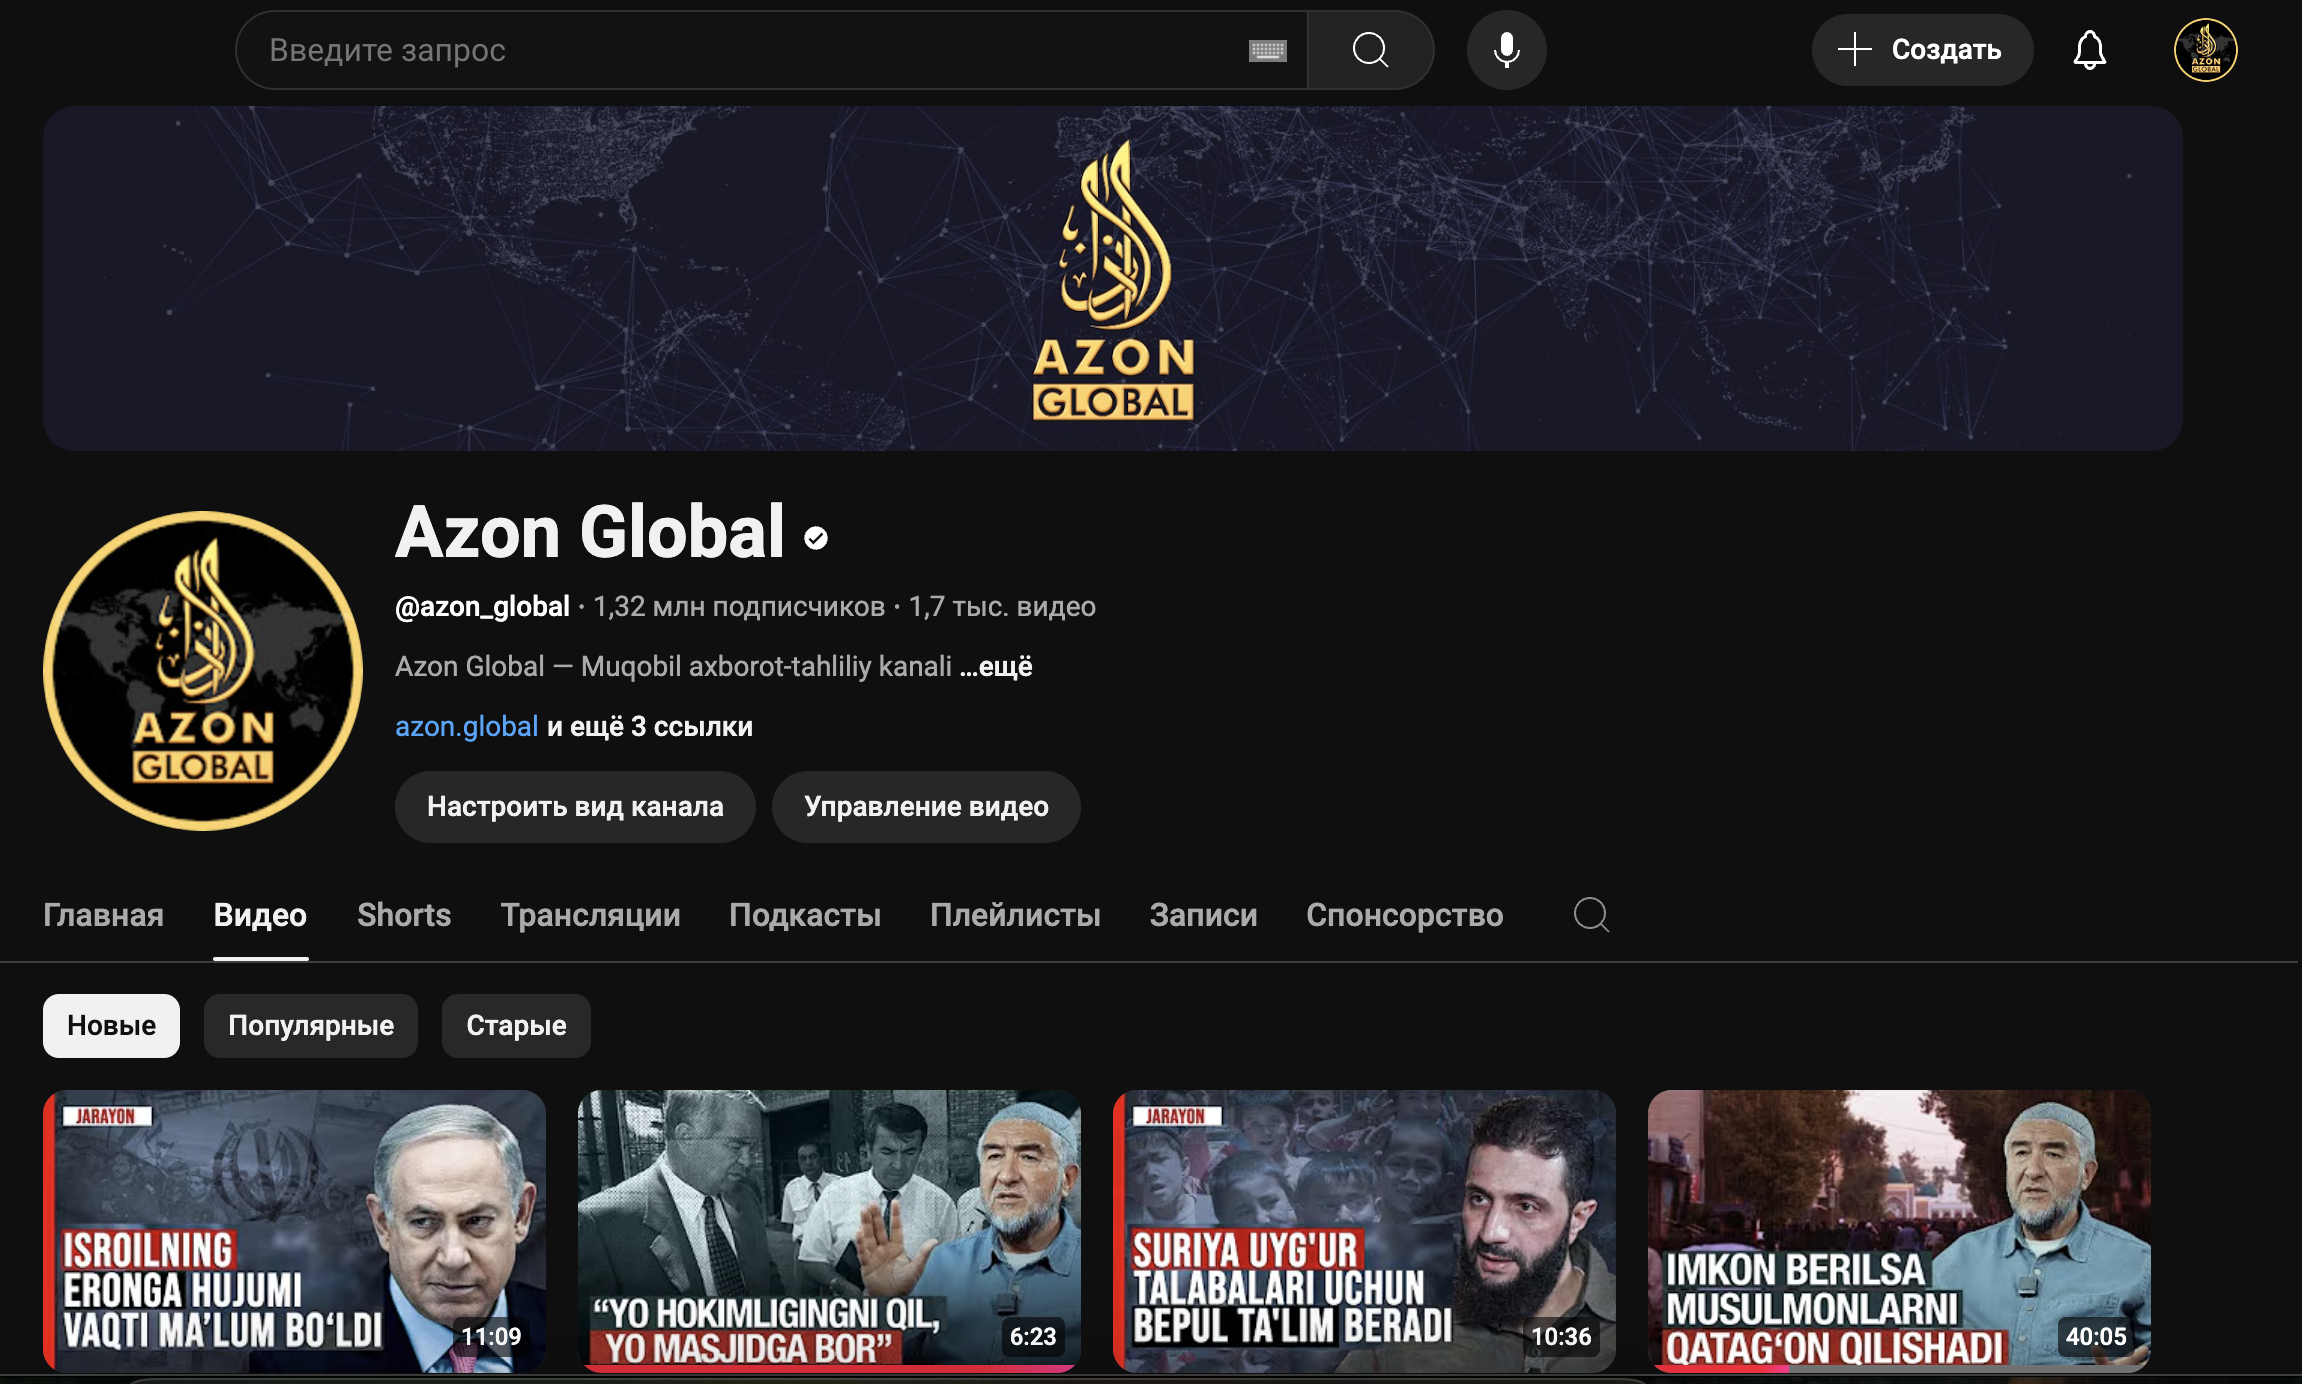 Введите запрос
Создать
AZON
GLOBAL
AZON
GLOBAL
Azon Global
@azon_global · 1,32 млн подписчиков · 1,7 тыс. видео
Azon Global — Muqobil axborot-tahliliy kanali ...ещё
azon.global и ещё 3 ссылки
AZON
GLOBAL
Настроить вид канала
Управление видео
Главная
Видео
Shorts
Трансляции
Подкасты
Плейлисты
Записи
Спонсорство
Новые
Популярные
Старые
JARAYON
ISROILNING
ERONGA HUJUMI
VAQTI MA’LUM BO‘LDI
11:09
“YO HOKIMLIGINGNI QIL,
YO MASJIDGA BOR”
6:23
JARAYON
SURIYA UYG'UR
TALABALARI UCHUN
BEPUL TA'LIM BERADI
10:36
IMKON BERILSA
MUSULMONLARNI
QATAG‘ON QILISHADI
40:05